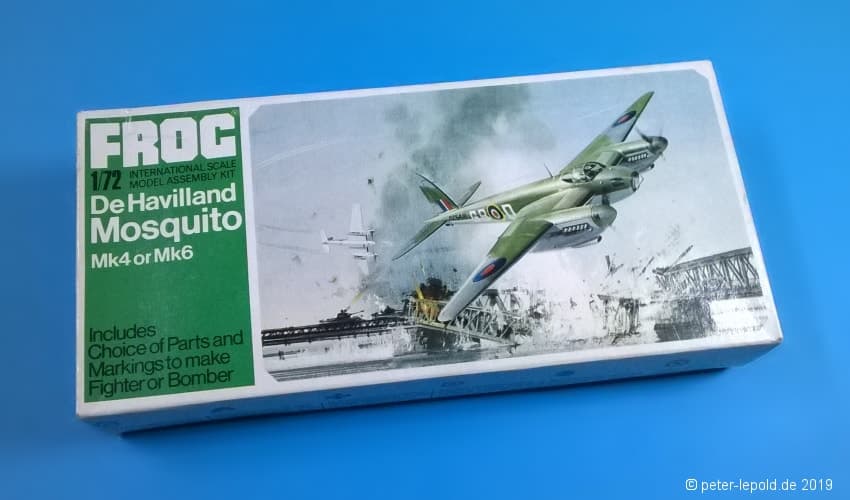 FROG
1/72 INTERNATIONAL SCALE
MODEL ASSEMBLY KIT
De Havilland
Mosquito
Mk4 or Mk6
Includes
Choice of Parts and
Markings to make
Fighter or Bomber
© peter-lepold.de 2019